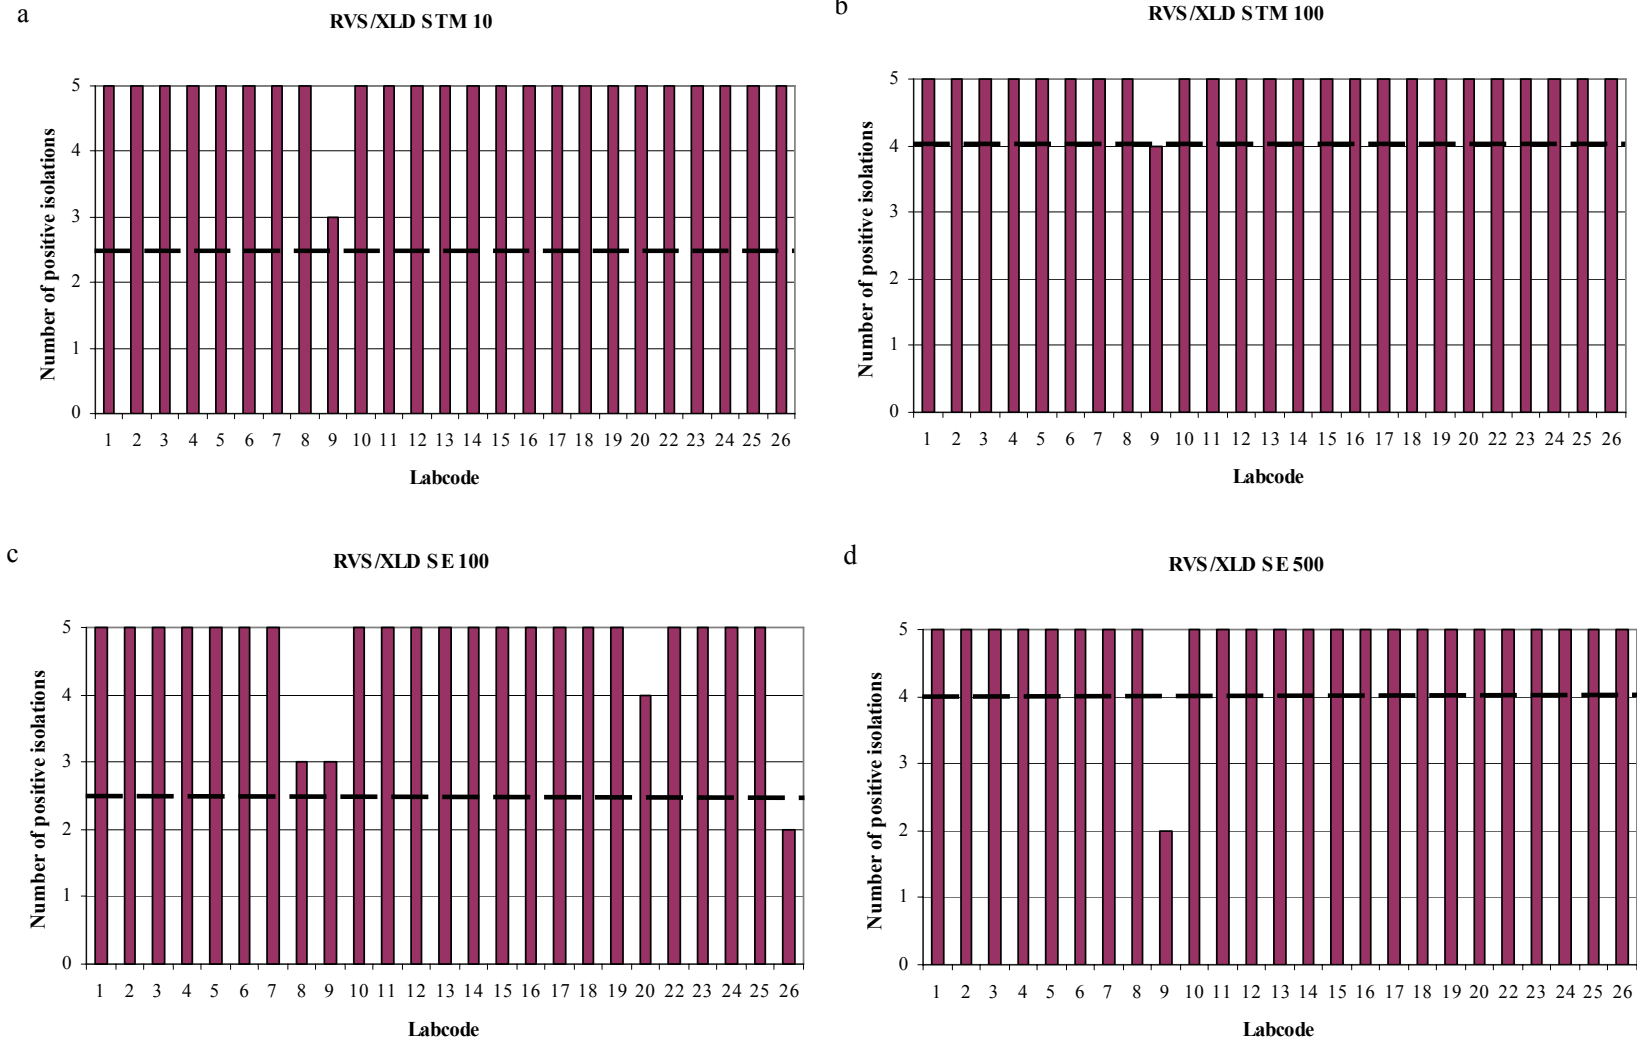 a
RVS/XLD STM 10
Number of positive isolations
5
4
3
2
1
0
1 2 3 4 5 6 7 8 9 10 11 12 13 14 15 16 17 18 19 20 22 23 24 25 26
Labcode
b
RVS/XLD STM 100
Number of positive isolations
5
4
3
2
1
0
1 2 3 4 5 6 7 8 9 10 11 12 13 14 15 16 17 18 19 20 22 23 24 25 26
Labcode
c
RVS/XLD SE 100
Number of positive isolations
5
4
3
2
1
0
1 2 3 4 5 6 7 8 9 10 11 12 13 14 15 16 17 18 19 20 22 23 24 25 26
Labcode
d
RVS/XLD SE 500
Number of positive isolations
5
4
3
2
1
0
1 2 3 4 5 6 7 8 9 10 11 12 13 14 15 16 17 18 19 20 22 23 24 25 26
Labcode